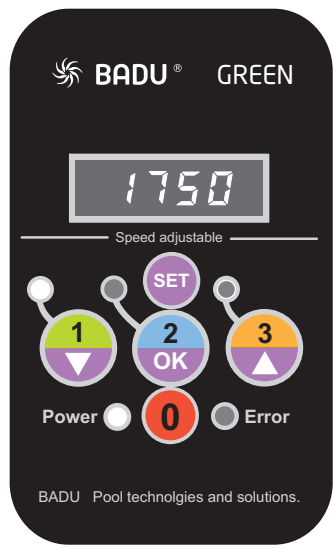 BADU® GREEN
1750
Speed adjustable
SET
1 2 3
OK
Power 0 Error
BADU Pool technolgies and solutions.